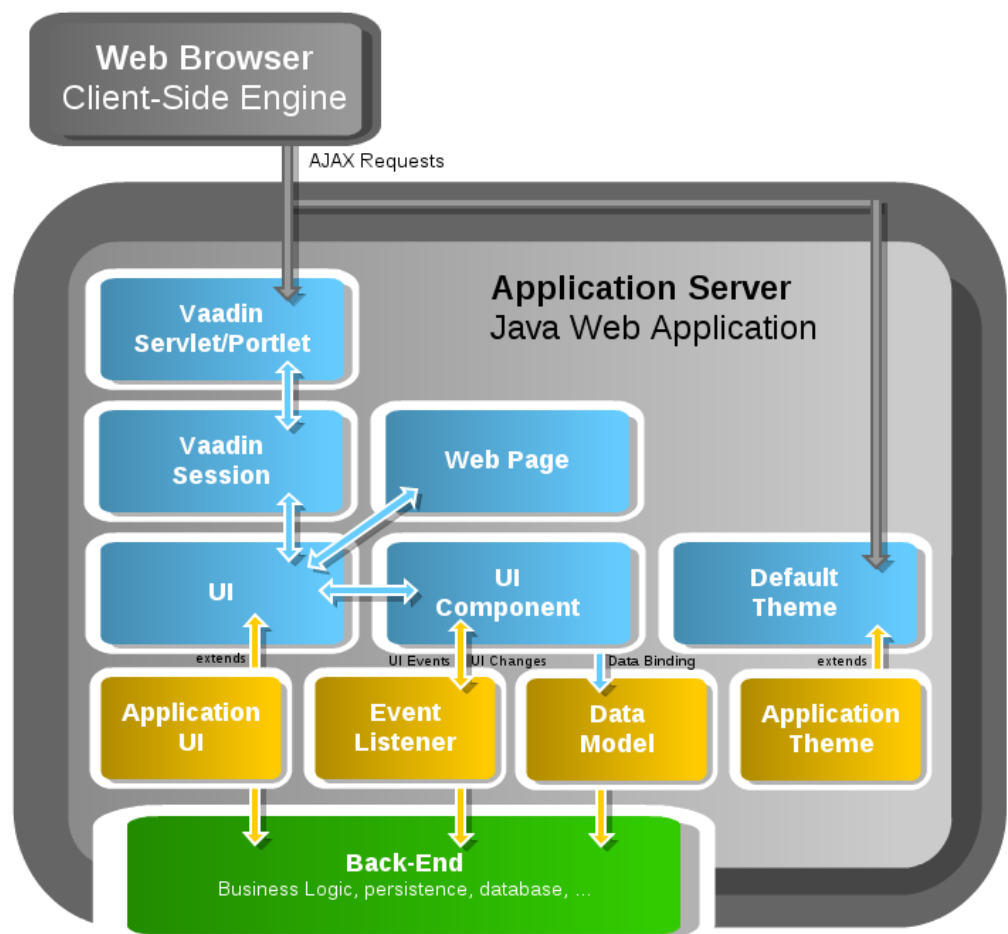 Web Browser
Client-Side Engine
AJAX Requests
Application Server
Java Web Application
Vaadin
Servlet/Portlet
Vaadin
Session
Web Page
UI
UI
Component
Default
Theme
extends
UI Events
UI Changes
Data Binding
extends
Application
UI
Event
Listener
Data
Model
Application
Theme
Back-End
Business Logic, persistence, database, ...